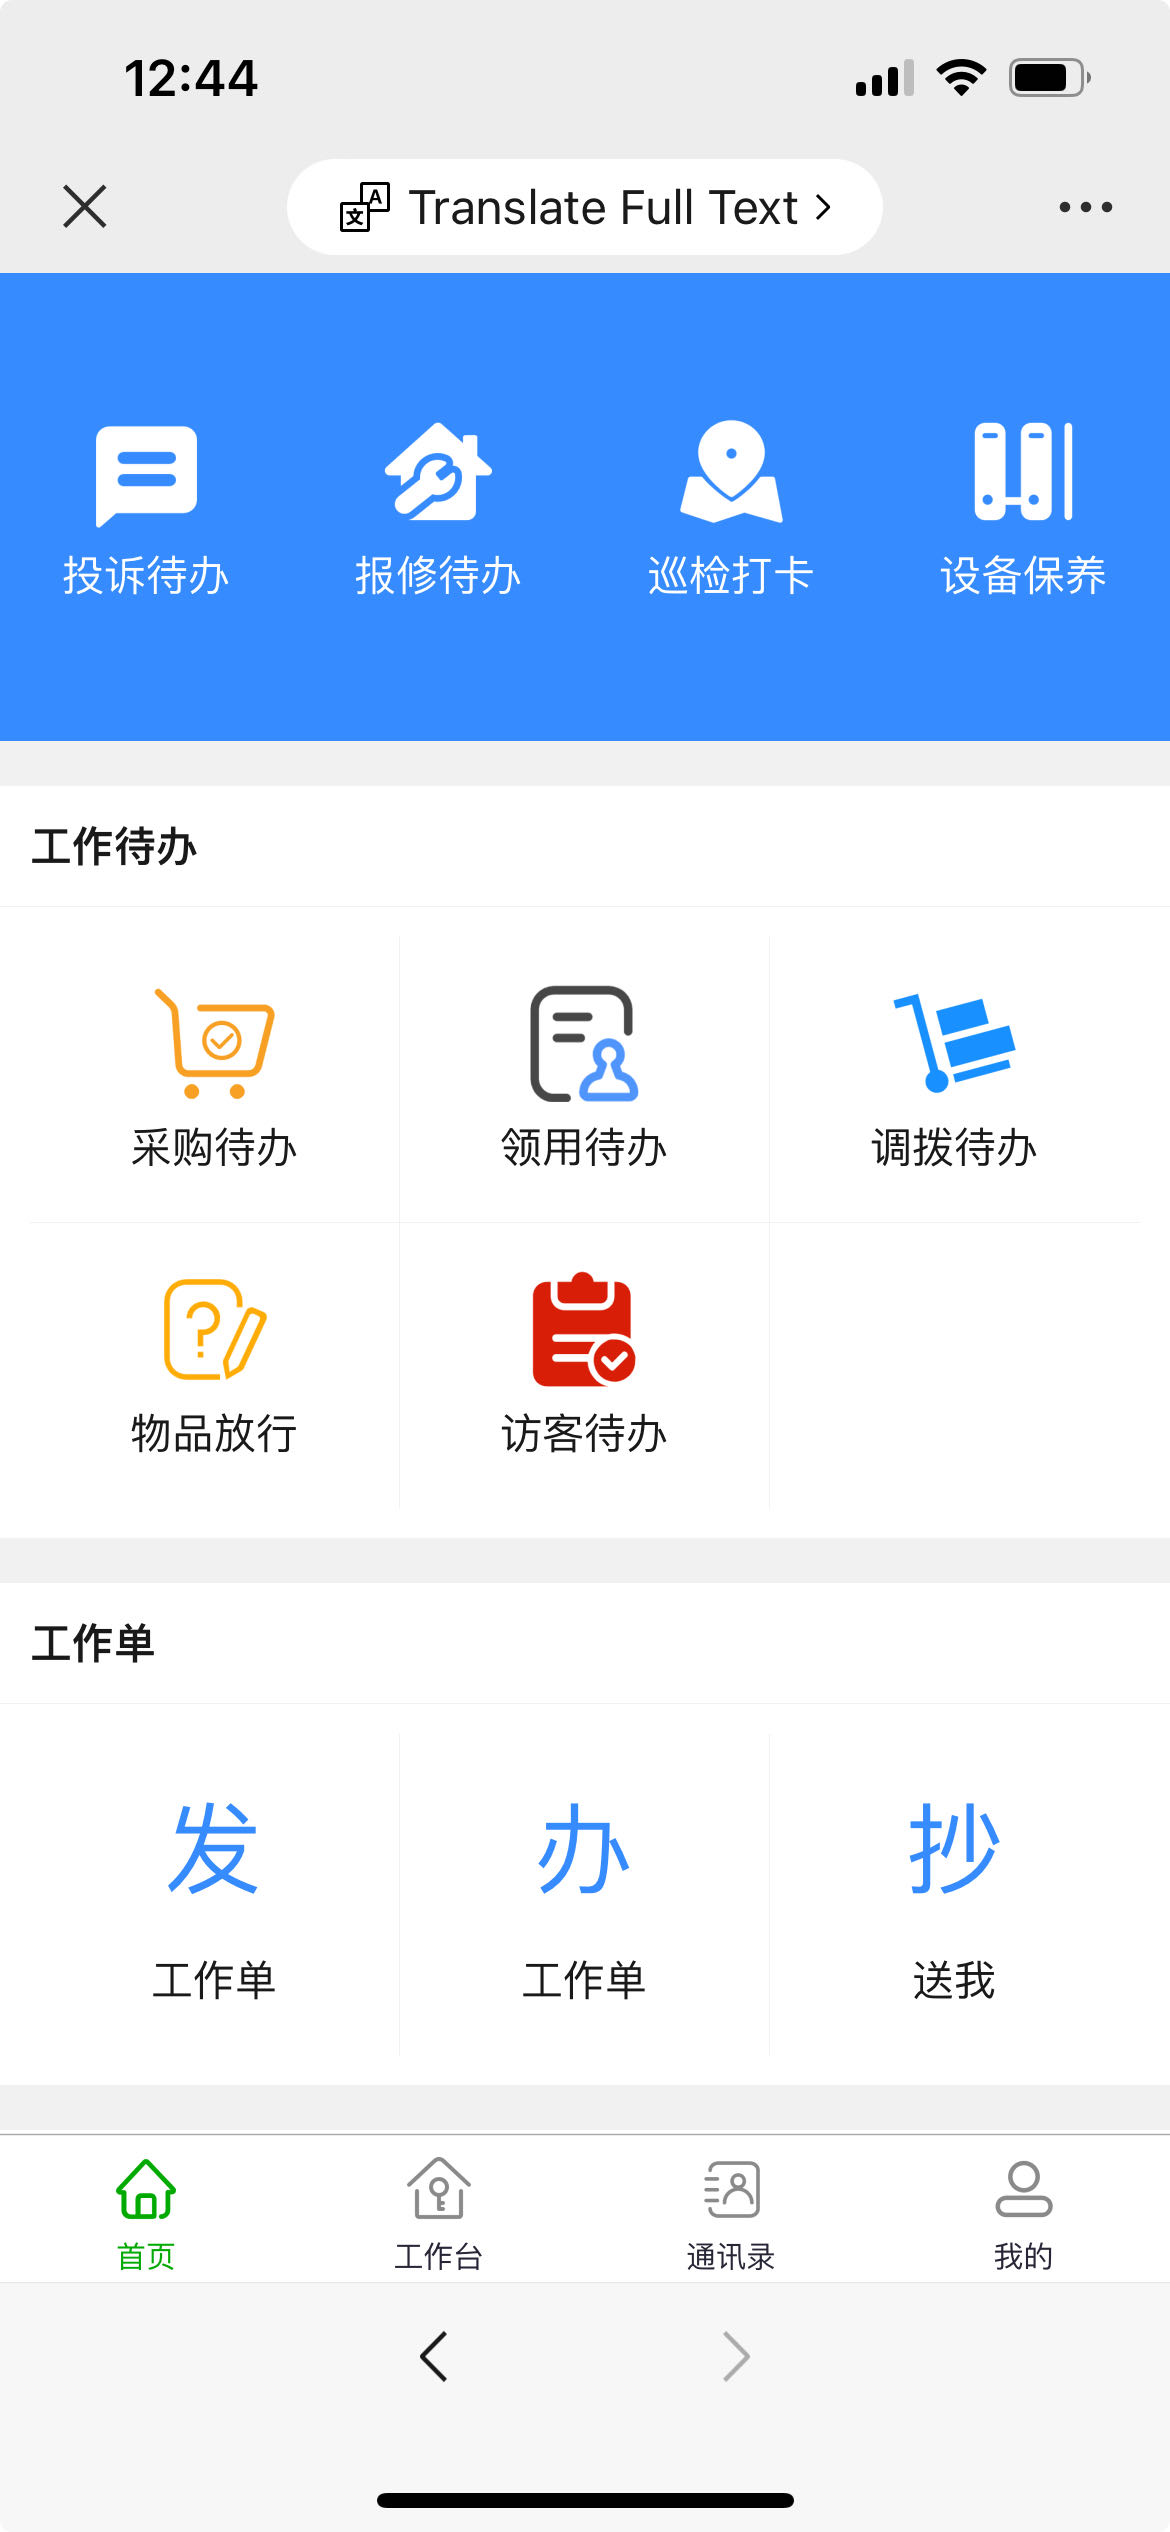 12:44
文A Translate Full Text
投诉待办 报修待办 巡检打卡 设备保养
工作待办
采购待办 领用待办 调拨待办
物品放行 访客待办
工作单
发 办 抄
工作单 工作单 送我
首页 工作台 通讯录 我的